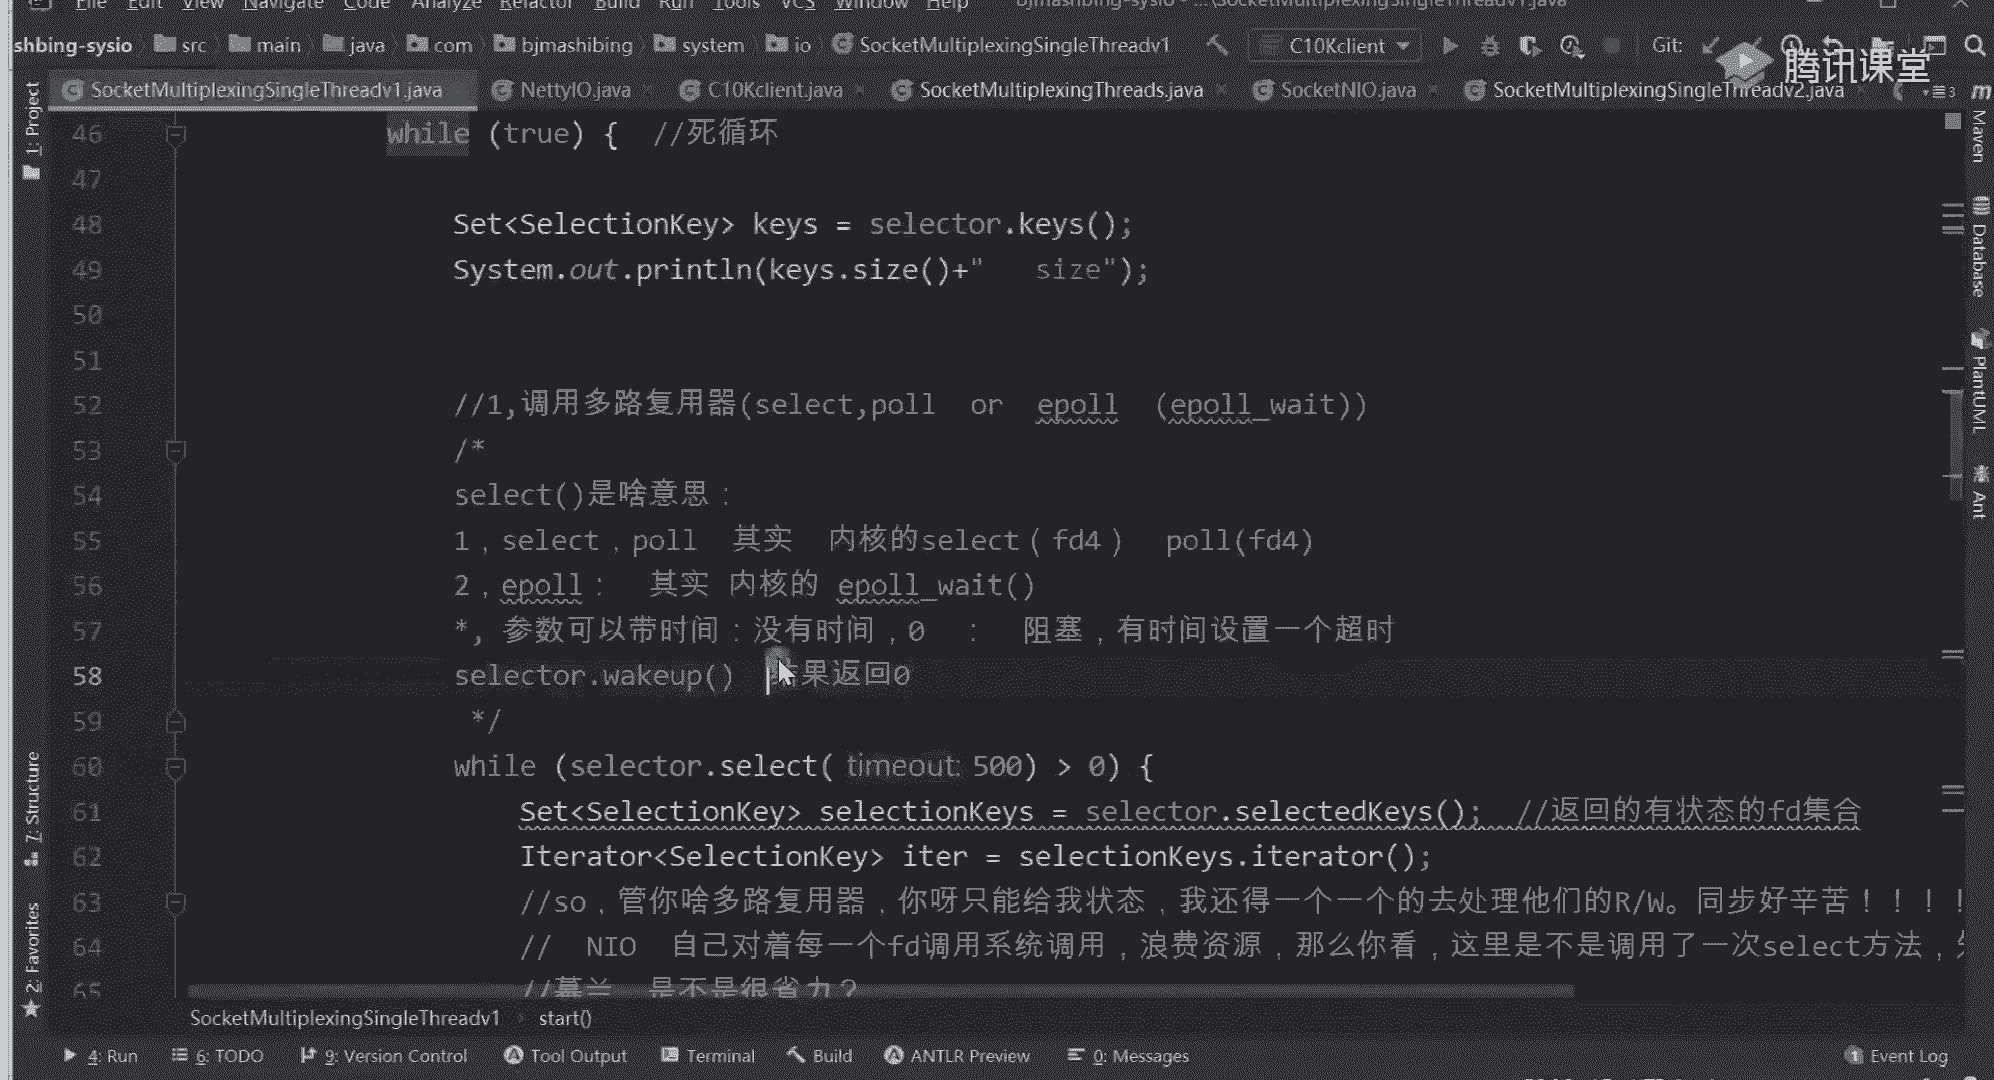 File Edit View Navigate Code Analyze Refactor Build Run Tools VCS Window Help
shbing-sysio src main java com bjmashibing system io SocketMultiplexingSingleThreadv1 C10Kclient Git:
腾讯课堂
SocketMultiplexingSingleThreadv1.java NettyIO.java C10Kclient.java SocketMultiplexingThreads.java SocketNIO.java SocketMultiplexingSingleThreadv2.java 3
1: Project
7: Structure
2: Favorites
Maven
Database
PlantUML
Ant
46 while (true) { //死循环
47
48 Set<SelectionKey> keys = selector.keys();
49 System.out.println(keys.size()+"   size");
50
51
52 //1,调用多路复用器(select,poll  or  epoll  (epoll_wait))
53 /*
54 select()是啥意思：
55 1，select，poll  其实  内核的select（fd4）  poll(fd4)
56 2，epoll：  其实 内核的 epoll_wait()
57 *, 参数可以带时间：没有时间，0  ：  阻塞，有时间设置一个超时
58 selector.wakeup()  果返回0
59 */
60 while (selector.select( timeout: 500) > 0) {
61 Set<SelectionKey> selectionKeys = selector.selectedKeys();  //返回的有状态的fd集合
62 Iterator<SelectionKey> iter = selectionKeys.iterator();
63 //so，管你啥多路复用器，你呀只能给我状态，我还得一个一个的去处理他们的R/W。同步好辛苦！！！！
64 //  NIO  自己对着每一个fd调用系统调用，浪费资源，那么你看，这里是不是调用了一次select方法，
65 //幕兰  是不是很省力？
SocketMultiplexingSingleThreadv1 start()
4: Run 6: TODO 9: Version Control Tool Output Terminal Build ANTLR Preview 0: Messages 1 Event Log